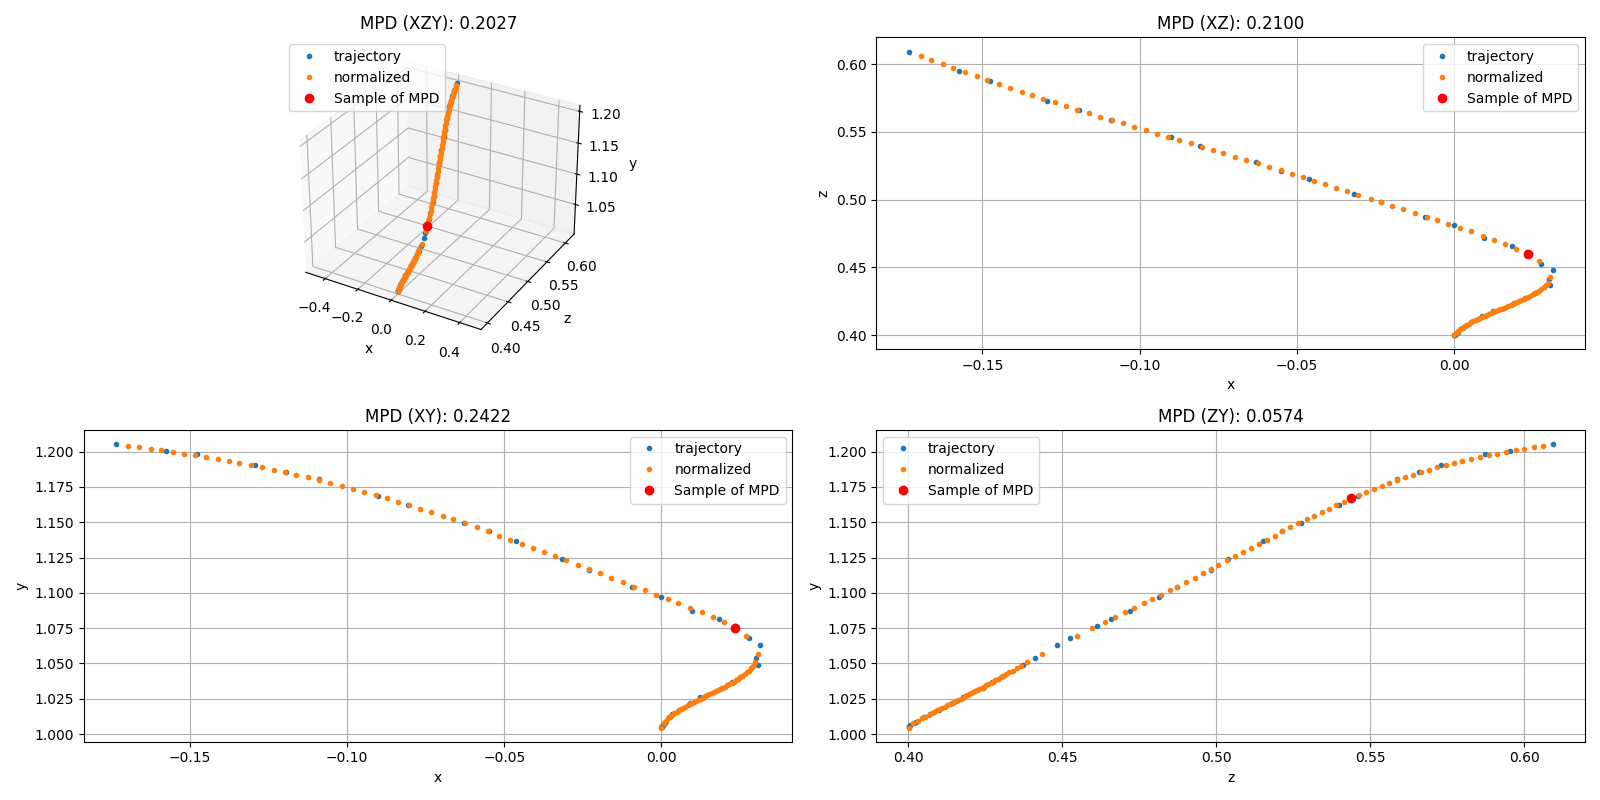 MPD (XZY): 0.2027
trajectory
normalized
Sample of MPD
1.20
1.15
1.10
1.05
y
0.60
0.55
0.50
0.45
0.40
z
−0.4
−0.2
0.0
0.2
0.4
x
MPD (XZ): 0.2100
trajectory
normalized
Sample of MPD
0.60
0.55
0.50
0.45
0.40
z
−0.15
−0.10
−0.05
0.00
x
MPD (XY): 0.2422
trajectory
normalized
Sample of MPD
1.200
1.175
1.150
1.125
1.100
1.075
1.050
1.025
1.000
y
−0.15
−0.10
−0.05
0.00
x
MPD (ZY): 0.0574
trajectory
normalized
Sample of MPD
1.200
1.175
1.150
1.125
1.100
1.075
1.050
1.025
1.000
y
0.40
0.45
0.50
0.55
0.60
z